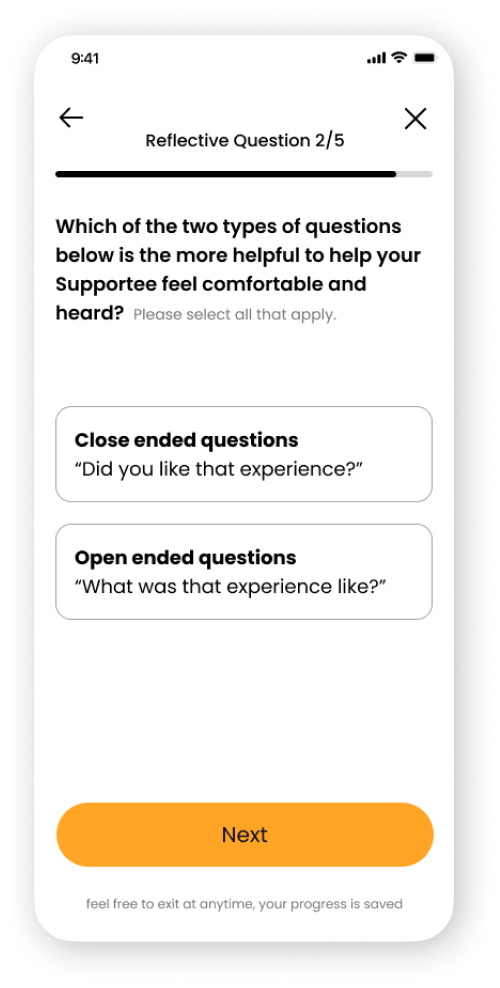 9:41
Reflective Question 2/5
Which of the two types of questions
below is the more helpful to help your
Supportee feel comfortable and
heard? Please select all that apply.
Close ended questions
“Did you like that experience?”
Open ended questions
“What was that experience like?”
Next
feel free to exit at anytime, your progress is saved